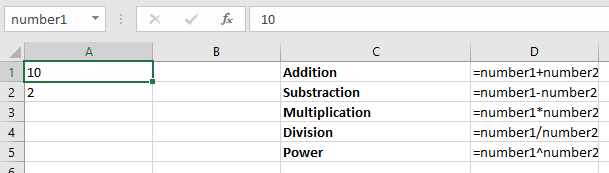 number1 10
A B C D
1 10 Addition =number1+number2
2 2 Substraction =number1-number2
3 Multiplication =number1*number2
4 Division =number1/number2
5 Power =number1^number2